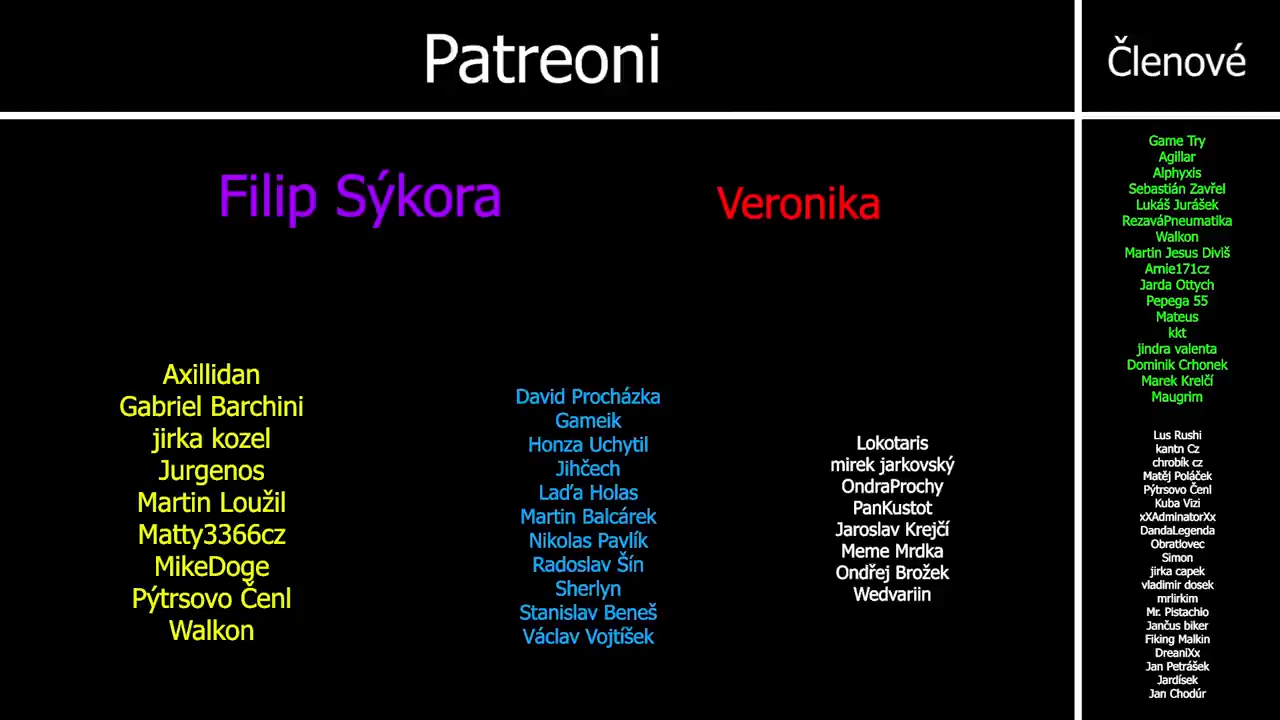 Patreoni
Členové
Filip Sýkora
Veronika
Axillidan
Gabriel Barchini
jirka kozel
Jurgenos
Martin Loužil
Matty3366cz
MikeDoge
Pýtrsovo Čenl
Walkon
David Procházka
Gameik
Honza Uchytil
Jihčech
Laďa Holas
Martin Balcárek
Nikolas Pavlík
Radoslav Šín
Sherlyn
Stanislav Beneš
Václav Vojtíšek
Lokotaris
mirek jarkovský
OndraProchy
PanKustot
Jaroslav Krejčí
Meme Mrdka
Ondřej Brožek
Wedvariin
Game Try
Agillar
Alphyxis
Sebastián Zavřel
Lukáš Jurášek
RezaváPneumatika
Walkon
Martin Jesus Diviš
Arnie171cz
Jarda Ottych
Pepega 55
Mateus
kkt
jindra valenta
Dominik Crhonek
Marek Krelčí
Maugrim
Lus Rushi
kantn Cz
chrobík cz
Matěj Poláček
Pýtrsovo Čenl
Kuba Vizi
xXAdminatorXx
DandaLegenda
Obratlovec
Simon
jirka capek
vladimir dosek
mrlirkim
Mr. Pistachio
Jančus biker
Fiking Malkin
DreaniXx
Jan Petrášek
Jardísek
Jan Chodúr